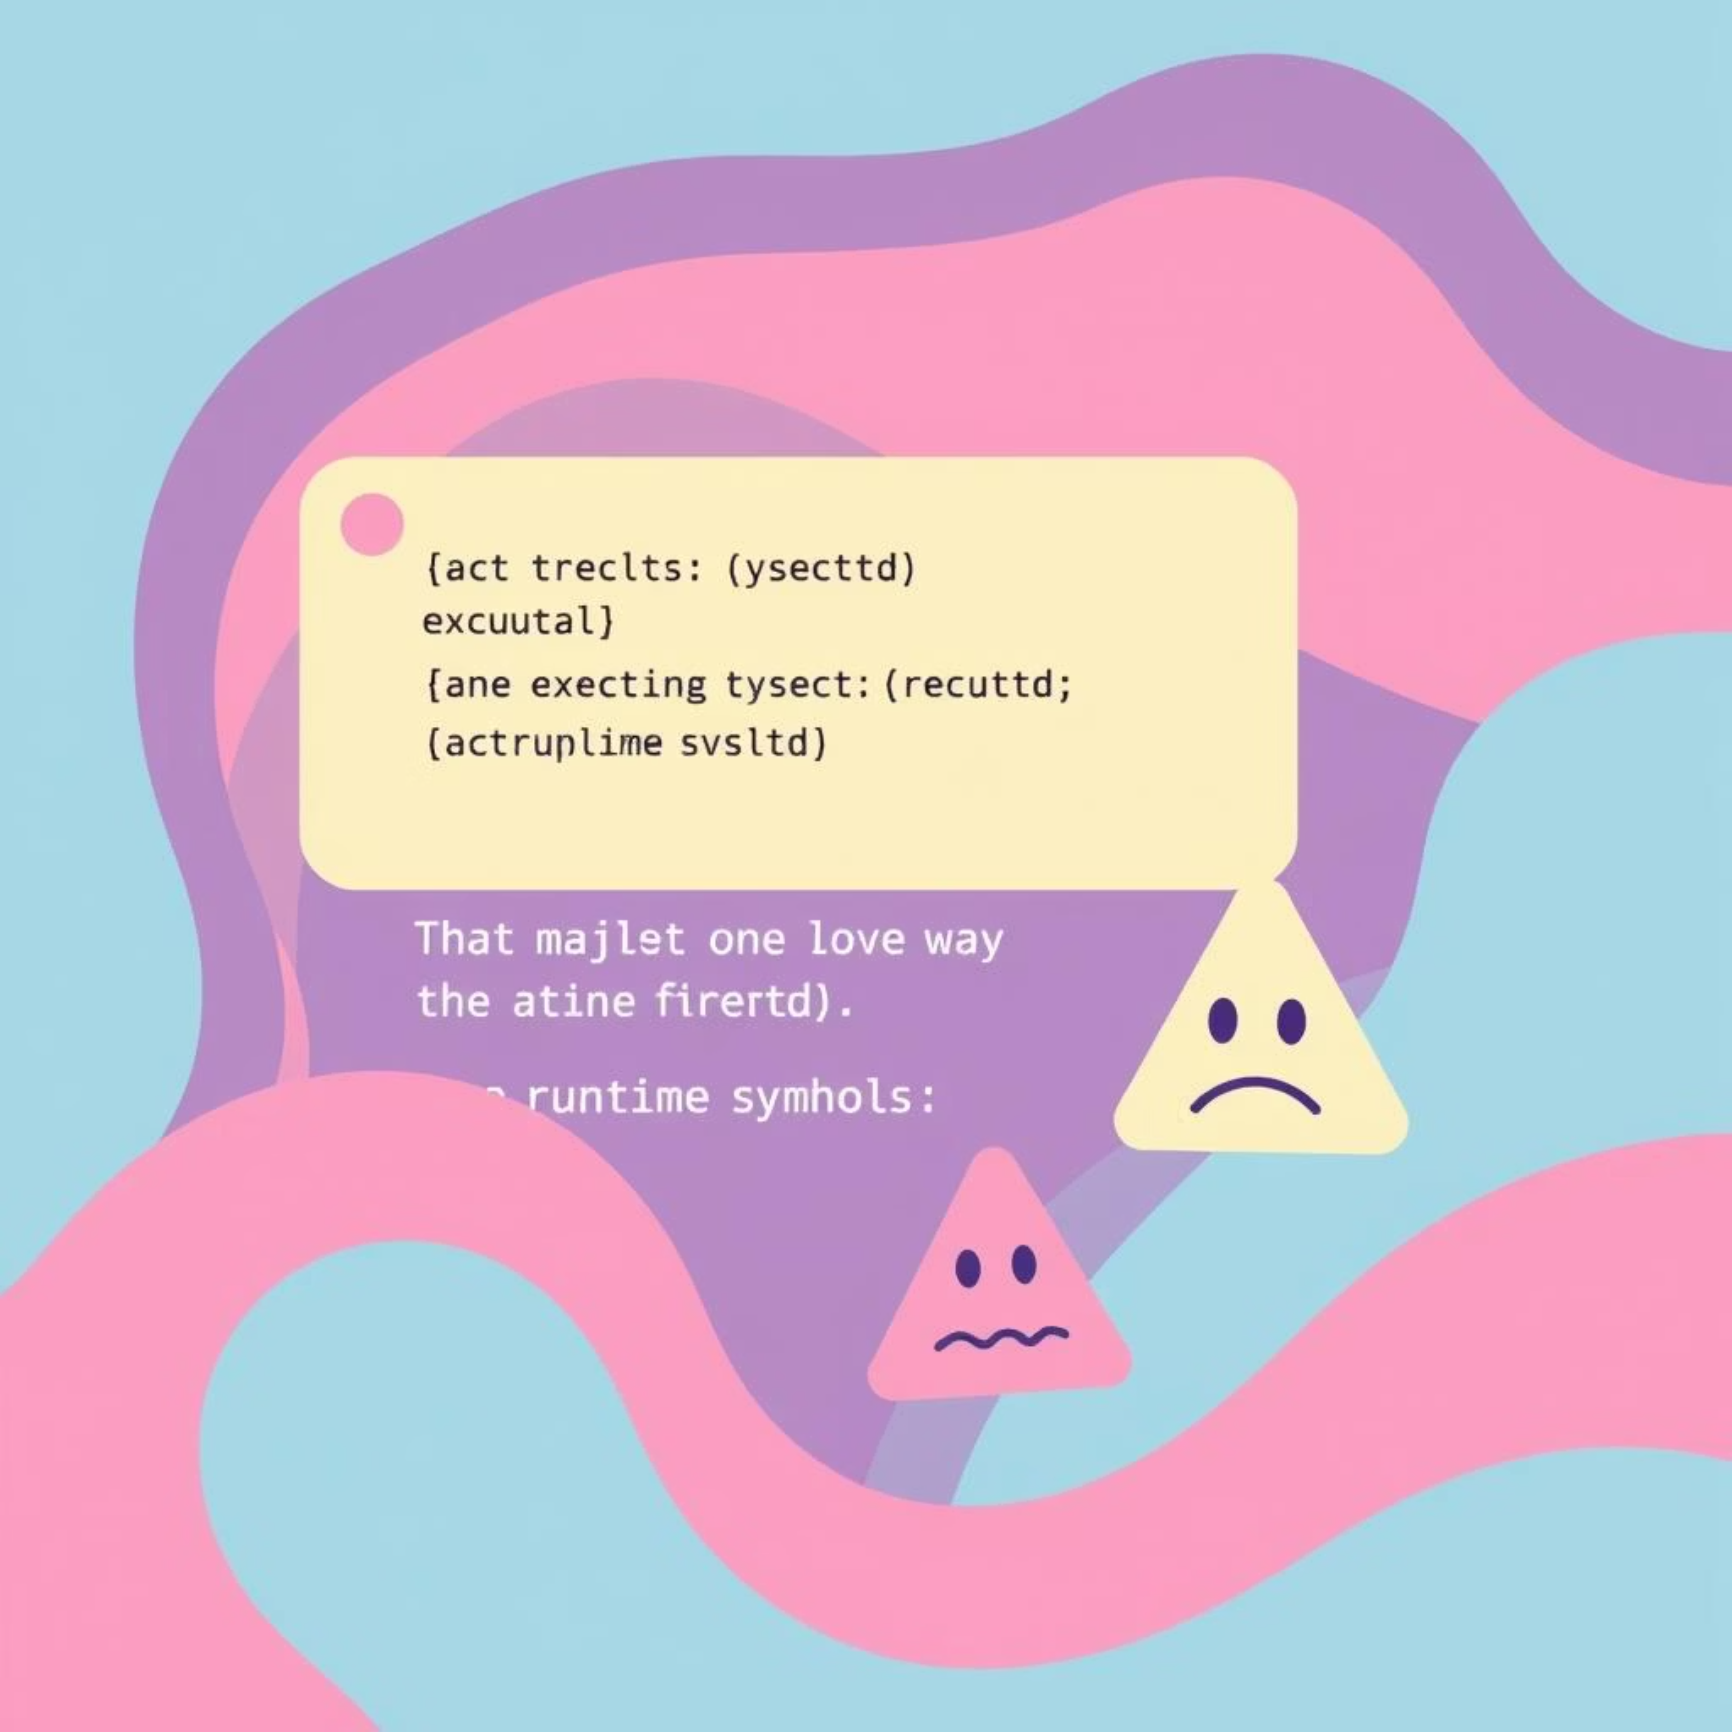 {act treclts: (ysecttd)
excuutal}
{ane execting tysect: (recuttd;
(actruplime svsltd)
That majlet one love way
the atine firertd).
runtime symhols: